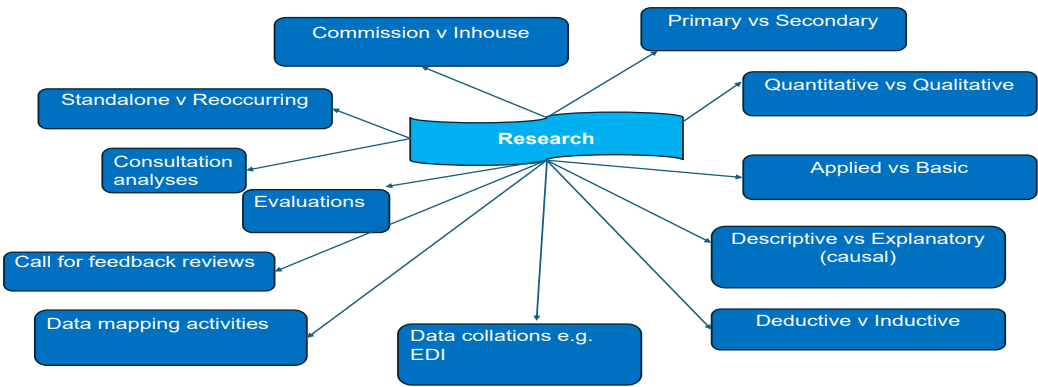 Commission v Inhouse
Primary vs Secondary
Standalone v Reoccurring
Quantitative vs Qualitative
Research
Consultation
analyses
Applied vs Basic
Evaluations
Descriptive vs Explanatory
(causal)
Call for feedback reviews
Data mapping activities
Data collations e.g.
EDI
Deductive v Inductive